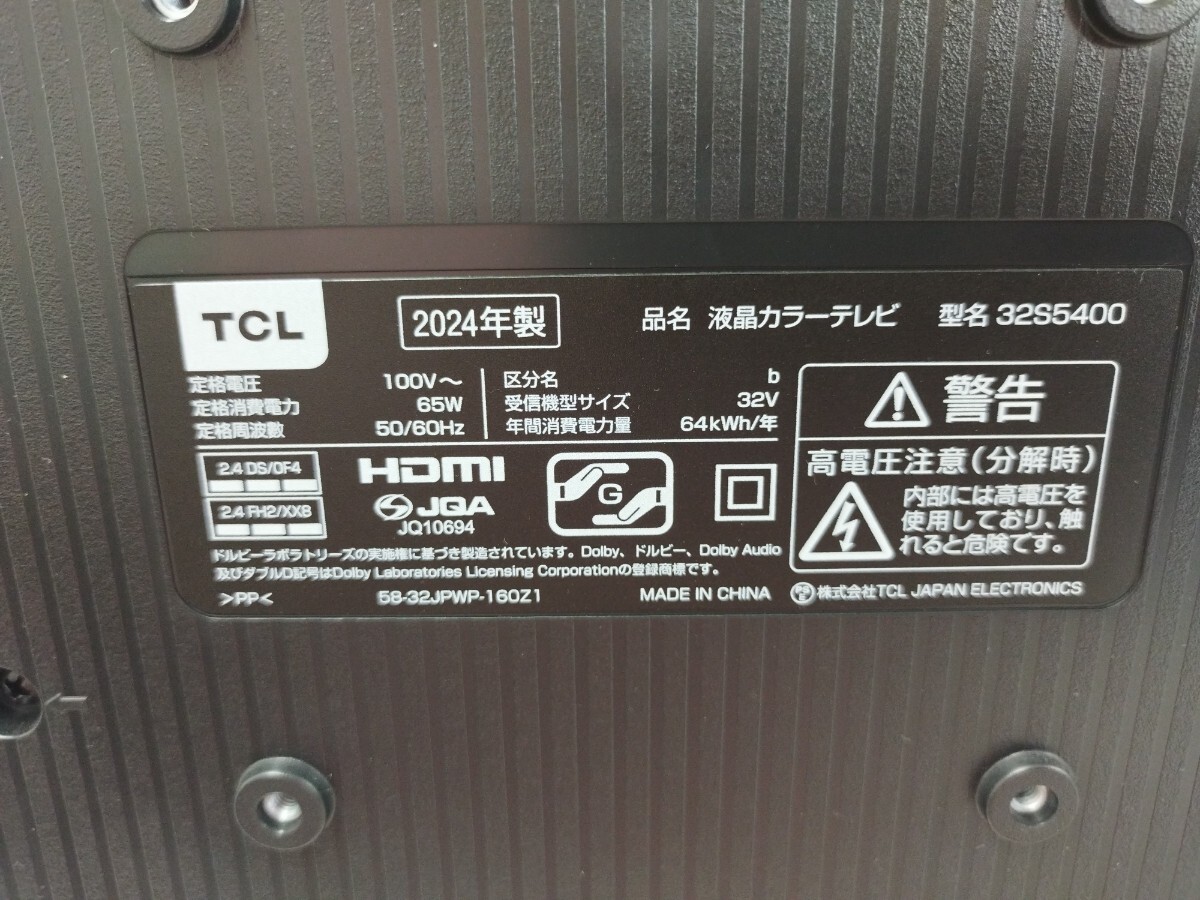 TCL
2024年製
品名 液晶カラーテレビ 型名 32S5400
定格電圧 100V～
定格消費電力 65W
定格周波数 50/60Hz
区分名 b
受信機型サイズ 32V
年間消費電力量 64kWh/年
警告
高電圧注意(分解時)
内部には高電圧を
使用しており、触
れると危険です。
2.4 DS/0F4
2.4 FH2/XXB
HDMI
JQA
JQ10694
G
ドルビーラボラトリーズの実施権に基づき製造されています。Dolby、ドルビー、Dolby Audio
及びダブルD記号はDolby Laboratories Licensing Corporationの登録商標です。
>PP< 58-32JPWP-160Z1 MADE IN CHINA PSE 株式会社TCL JAPAN ELECTRONICS